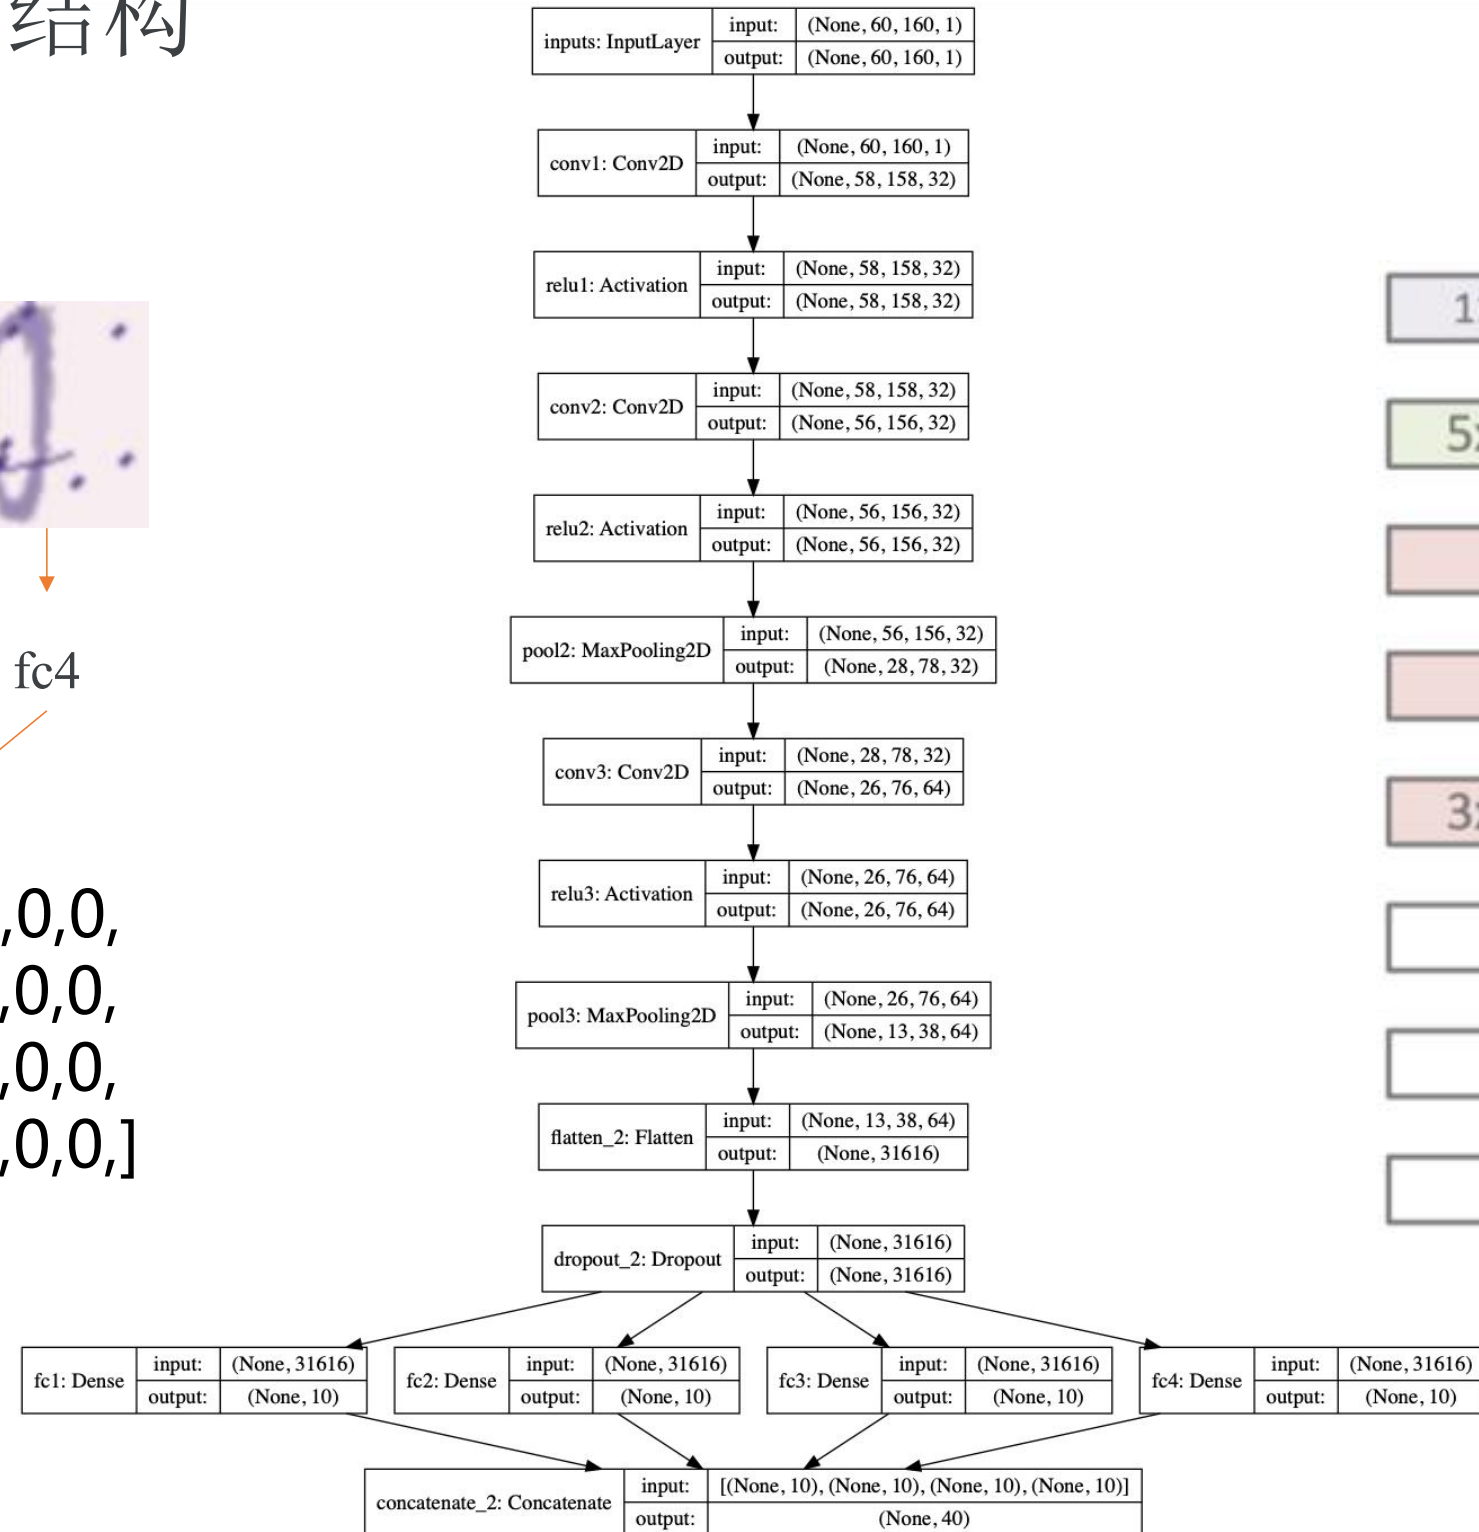 结构
inputs: InputLayer
input: (None, 60, 160, 1)
output: (None, 60, 160, 1)
conv1: Conv2D
input: (None, 60, 160, 1)
output: (None, 58, 158, 32)
relu1: Activation
input: (None, 58, 158, 32)
output: (None, 58, 158, 32)
conv2: Conv2D
input: (None, 58, 158, 32)
output: (None, 56, 156, 32)
relu2: Activation
input: (None, 56, 156, 32)
output: (None, 56, 156, 32)
pool2: MaxPooling2D
input: (None, 56, 156, 32)
output: (None, 28, 78, 32)
conv3: Conv2D
input: (None, 28, 78, 32)
output: (None, 26, 76, 64)
relu3: Activation
input: (None, 26, 76, 64)
output: (None, 26, 76, 64)
pool3: MaxPooling2D
input: (None, 26, 76, 64)
output: (None, 13, 38, 64)
flatten_2: Flatten
input: (None, 13, 38, 64)
output: (None, 31616)
dropout_2: Dropout
input: (None, 31616)
output: (None, 31616)
fc1: Dense
input: (None, 31616)
output: (None, 10)
fc2: Dense
input: (None, 31616)
output: (None, 10)
fc3: Dense
input: (None, 31616)
output: (None, 10)
fc4: Dense
input: (None, 31616)
output: (None, 10)
concatenate_2: Concatenate
input: [(None, 10), (None, 10), (None, 10), (None, 10)]
output: (None, 40)
fc4
,0,0,
,0,0,
,0,0,
,0,0,]
1
5
3